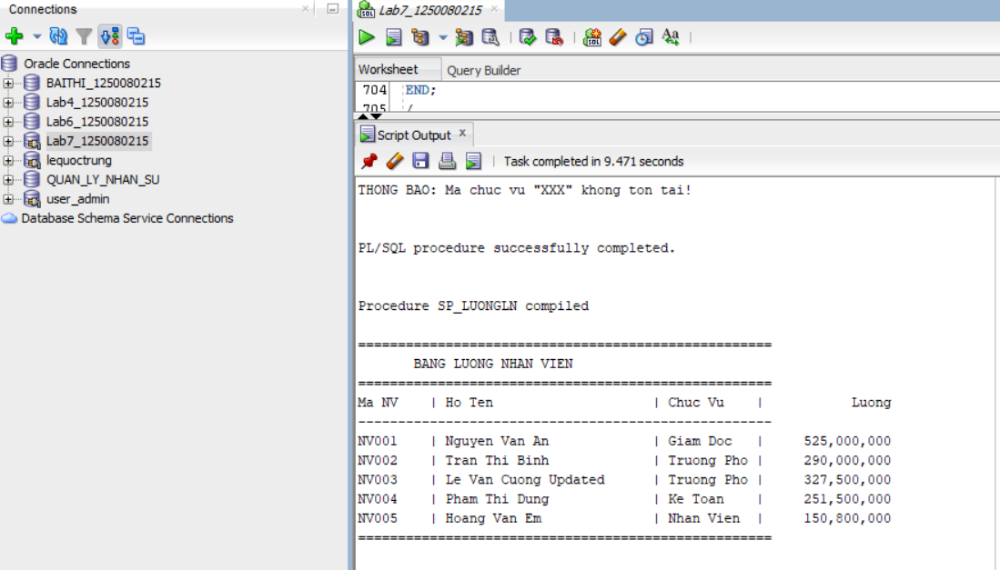 Connections
Oracle Connections
BAITHI_1250080215
Lab4_1250080215
Lab6_1250080215
Lab7_1250080215
lequoctrung
QUAN_LY_NHAN_SU
user_admin
Database Schema Service Connections
Lab7_1250080215
Worksheet Query Builder
704 END;
705 /
Script Output x
Task completed in 9.471 seconds
THONG BAO: Ma chuc vu "XXX" khong ton tai!
PL/SQL procedure successfully completed.
Procedure SP_LUONGLN compiled
====================================================
BANG LUONG NHAN VIEN
====================================================
Ma NV | Ho Ten | Chuc Vu | Luong
----------------------------------------------------
NV001 | Nguyen Van An | Giam Doc | 525,000,000
NV002 | Tran Thi Binh | Truong Pho | 290,000,000
NV003 | Le Van Cuong Updated | Truong Pho | 327,500,000
NV004 | Pham Thi Dung | Ke Toan | 251,500,000
NV005 | Hoang Van Em | Nhan Vien | 150,800,000
====================================================